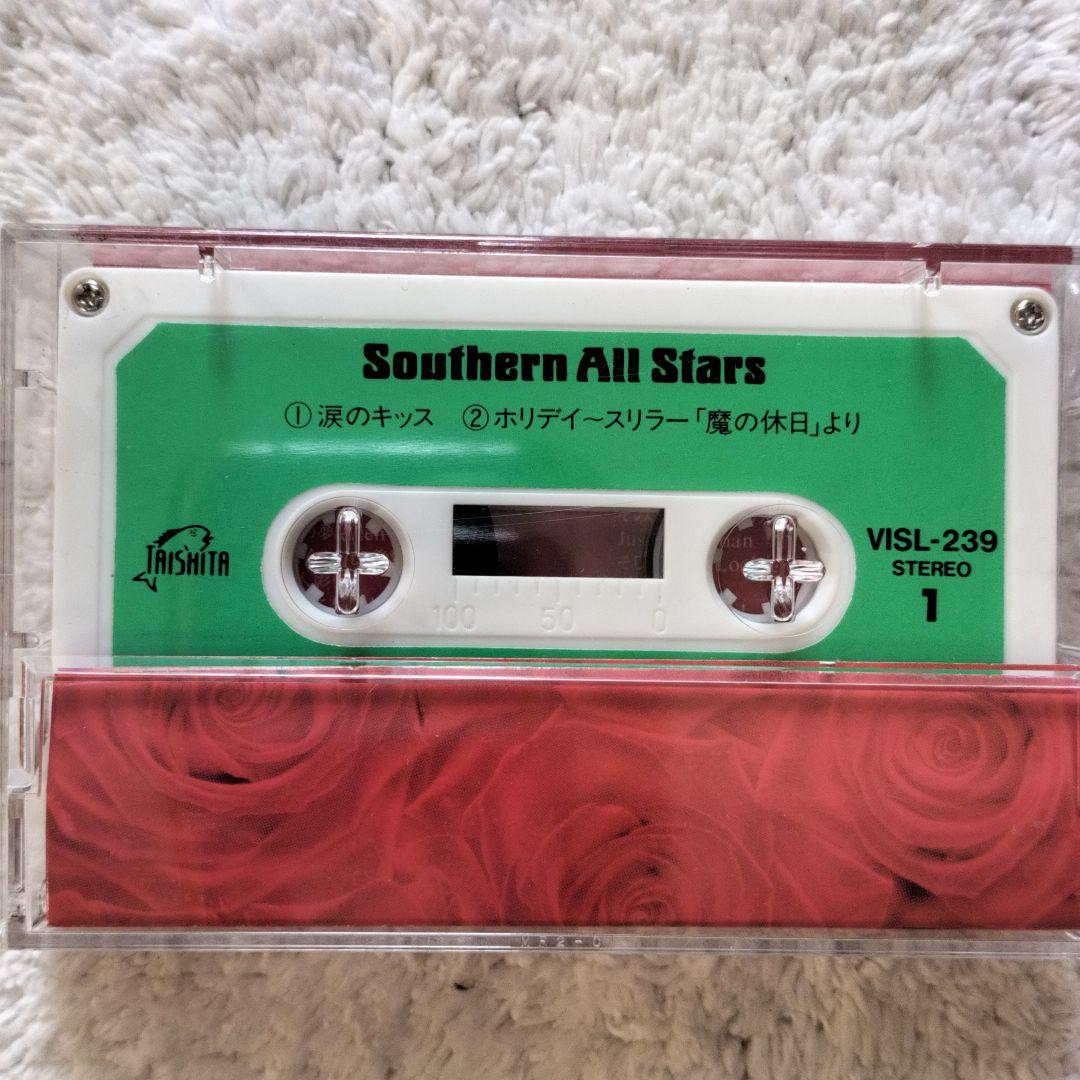 Southern All Stars
①涙のキッス ②ホリデイ～スリラー「魔の休日」より
TAISHITA
VISL-239
STEREO
1
100 50 0